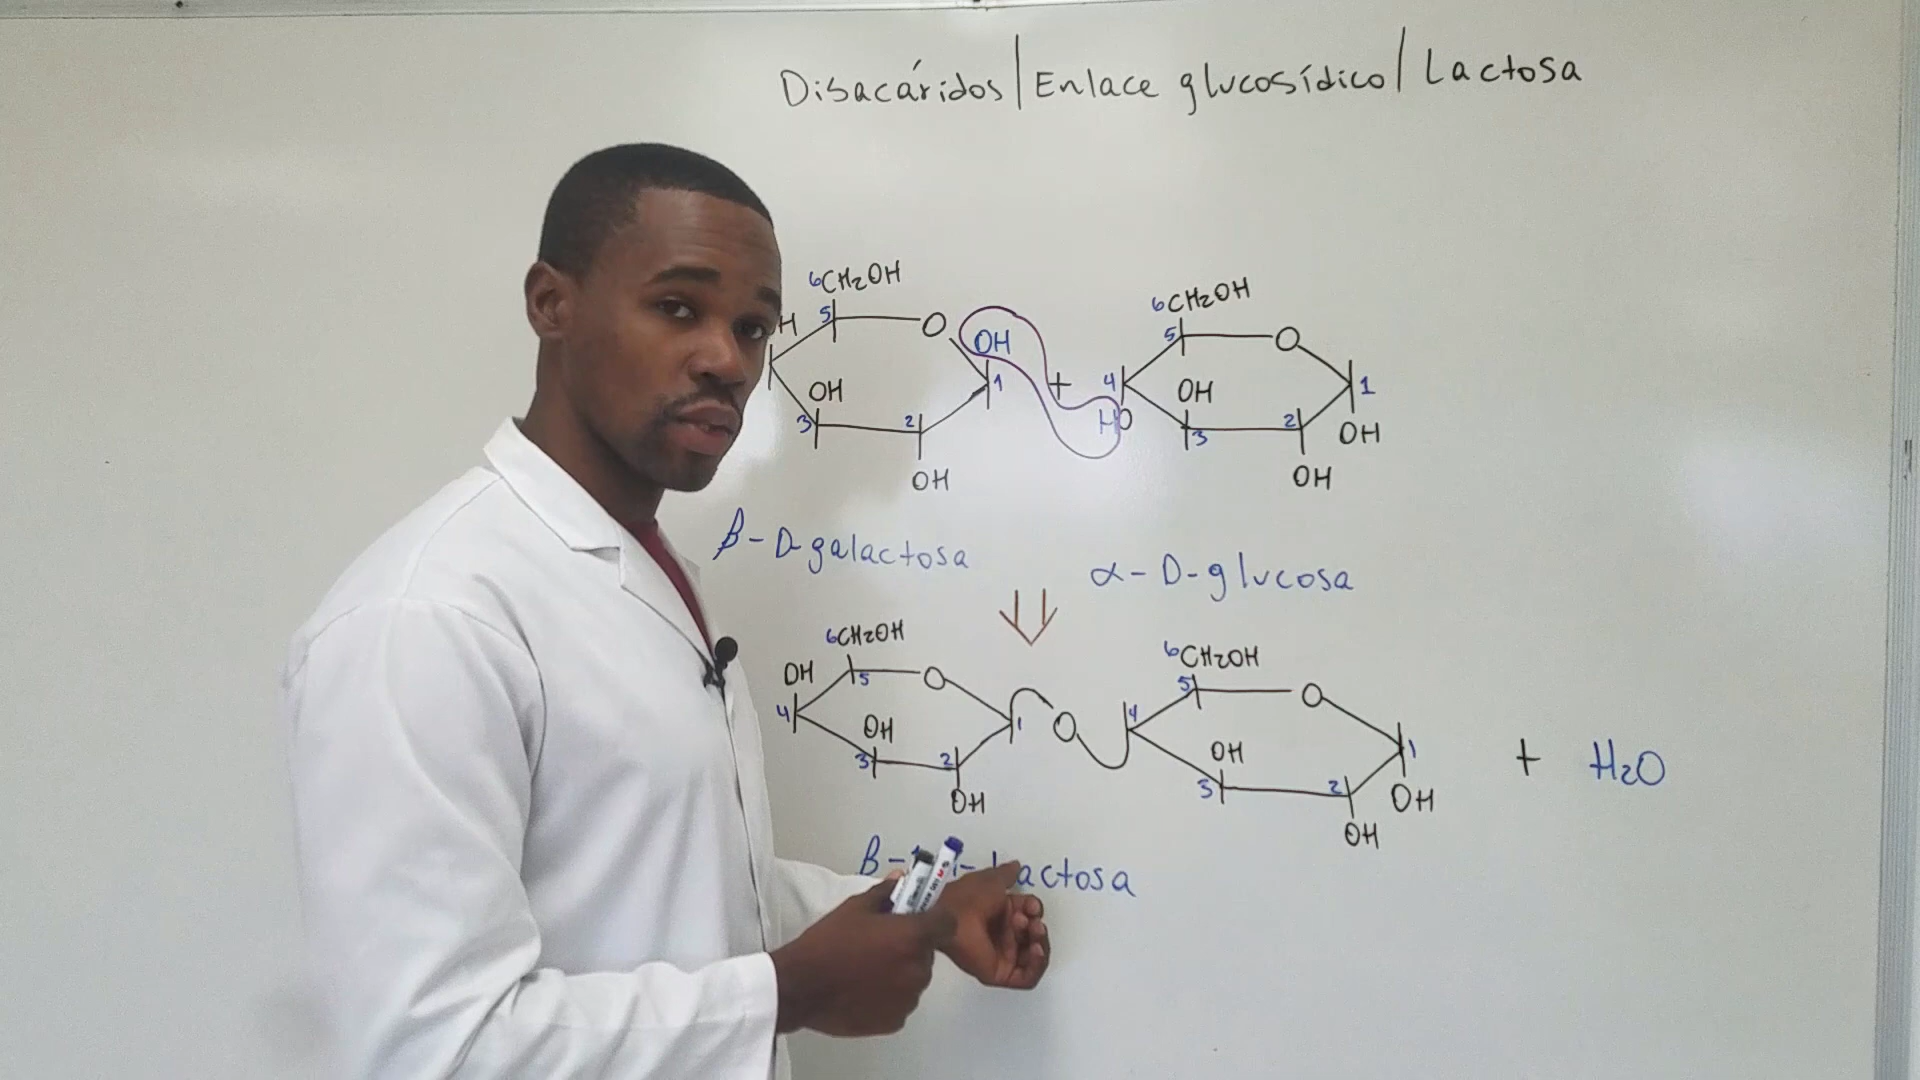 Disacáridos | Enlace glucosídico | Lactosa
6CH2OH
6CH2OH
H 5 O OH 5 O
1 + 4 1
OH HO OH
3 2 3 2 OH
OH OH
β-D-galactosa
α-D-glucosa
6CH2OH
6CH2OH
OH 5 O 5 O
4 1 O 4 1
OH OH + H2O
3 2 3 2 OH
OH OH
β- Lactosa